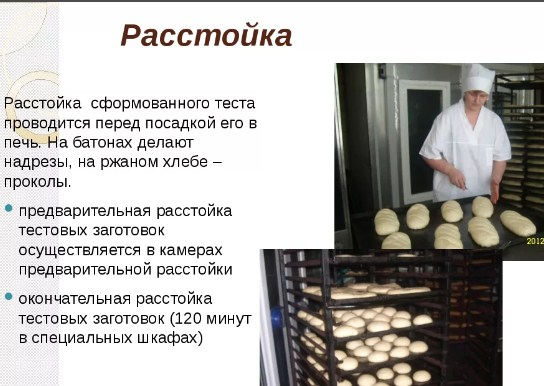 Расстойка
Расстойка сформованного теста
проводится перед посадкой его в
печь. На батонах делают
надрезы, на ржаном хлебе –
проколы.
предварительная расстойка
тестовых заготовок
осуществляется в камерах
предварительной расстойки
окончательная расстойка
тестовых заготовок (120 минут
в специальных шкафах)
2012